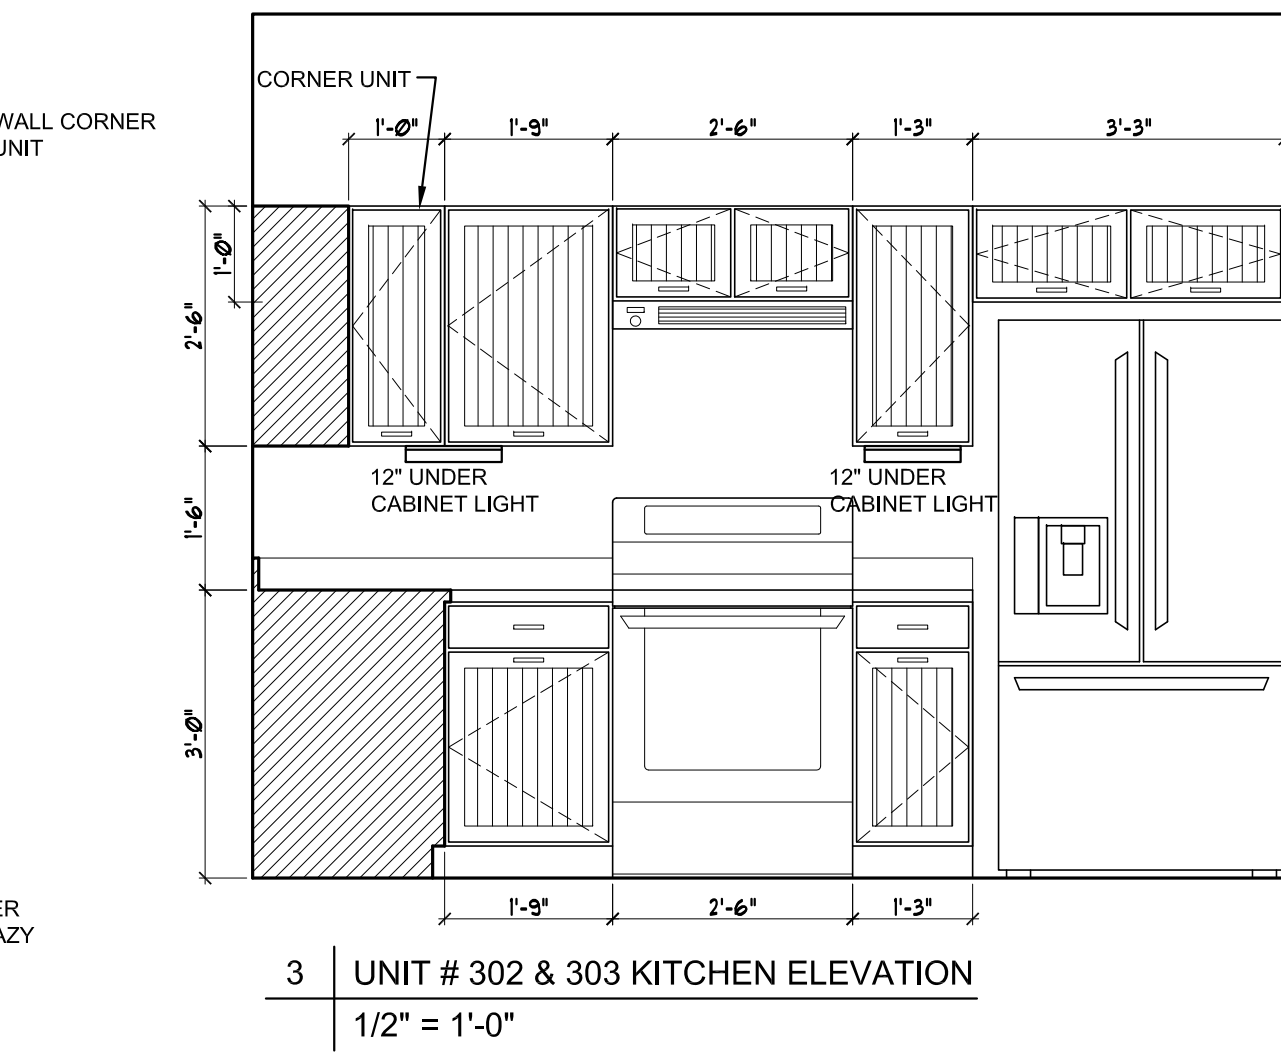 CORNER UNIT
WALL CORNER
UNIT
1'-0"
1'-9"
2'-6"
1'-3"
3'-3"
1'-0"
2'-6"
12" UNDER
CABINET LIGHT
12" UNDER
CABINET LIGHT
1'-6"
3'-0"
ER
AZY
1'-9"
2'-6"
1'-3"
3
UNIT # 302 & 303 KITCHEN ELEVATION
1/2" = 1'-0"